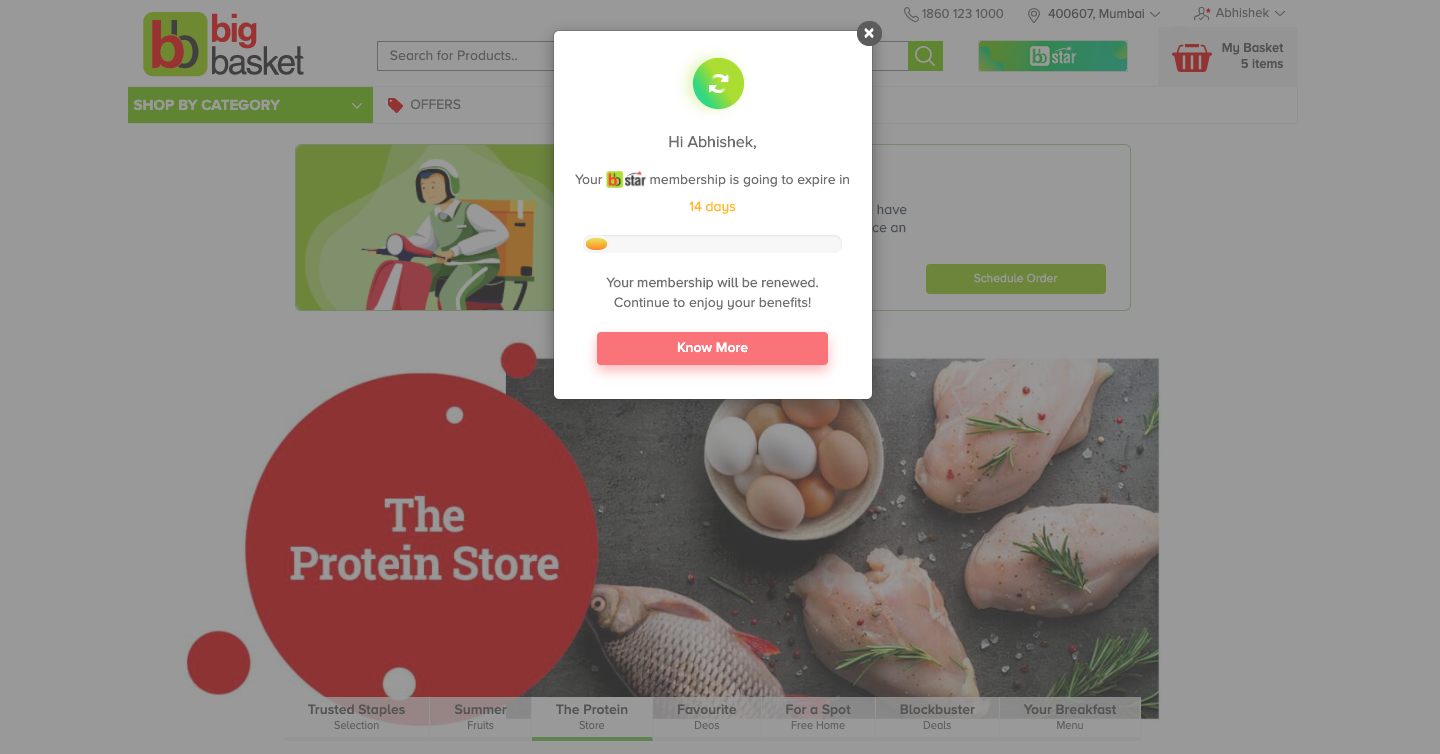 big
basket
1860 123 1000
400607, Mumbai
Abhishek
Search for Products..
bb star
My Basket
5 items
SHOP BY CATEGORY
OFFERS
Hi Abhishek,
Your bb star membership is going to expire in
14 days
have
ce an
Your membership will be renewed.
Continue to enjoy your benefits!
Schedule Order
Know More
The
Protein Store
Trusted Staples
Selection
Summer
Fruits
The Protein
Store
Favourite
Deos
For a Spot
Free Home
Blockbuster
Deals
Your Breakfast
Menu